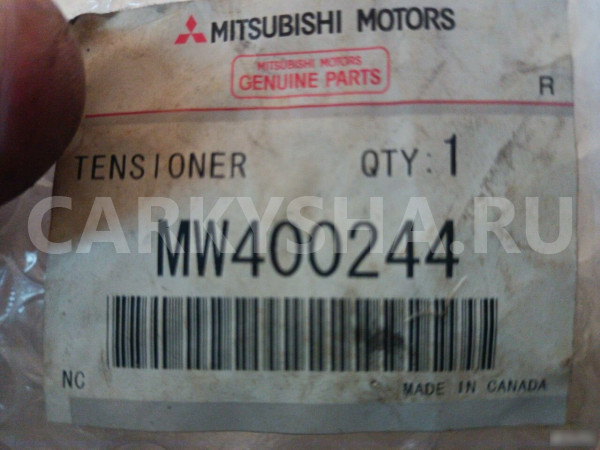 MITSUBISHI MOTORS
MITSUBISHI MOTORS
GENUINE PARTS
R
TENSIONER QTY:1
CARKYSHA.RU
MW400244
NC MADE IN CANADA